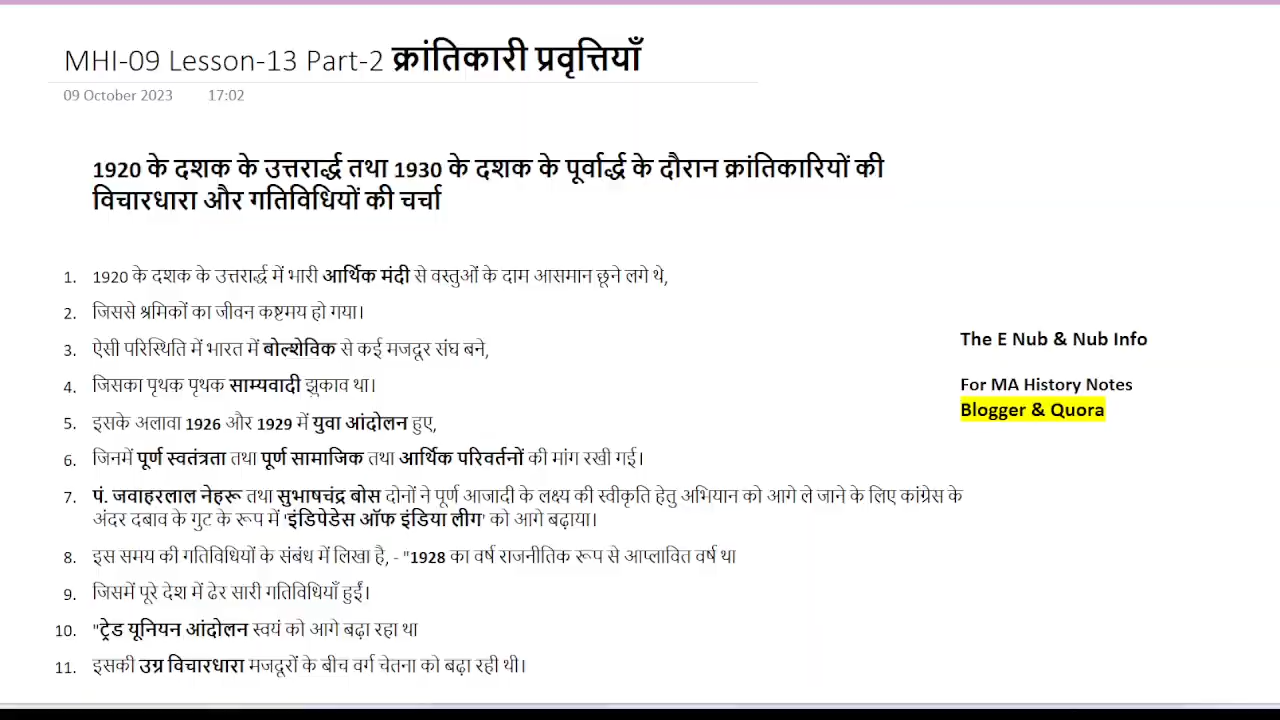 MHI-09 Lesson-13 Part-2 क्रांतिकारी प्रवृत्तियाँ
09 October 2023 17:02
1920 के दशक के उत्तरार्द्ध तथा 1930 के दशक के पूर्वार्द्ध के दौरान क्रांतिकारियों की
विचारधारा और गतिविधियों की चर्चा
1. 1920 के दशक के उत्तरार्द्ध में भारी आर्थिक मंदी से वस्तुओं के दाम आसमान छूने लगे थे,
2. जिससे श्रमिकों का जीवन कष्टमय हो गया।
3. ऐसी परिस्थिति में भारत में बोल्शेविक से कई मजदूर संघ बने,
4. जिसका पृथक पृथक साम्यवादी झुकाव था।
5. इसके अलावा 1926 और 1929 में युवा आंदोलन हुए,
6. जिनमें पूर्ण स्वतंत्रता तथा पूर्ण सामाजिक तथा आर्थिक परिवर्तनों की मांग रखी गई।
7. पं. जवाहरलाल नेहरू तथा सुभाषचंद्र बोस दोनों ने पूर्ण आजादी के लक्ष्य की स्वीकृति हेतु अभियान को आगे ले जाने के लिए कांग्रेस के
अंदर दबाव के गुट के रूप में 'इंडिपेडेस ऑफ इंडिया लीग' को आगे बढ़ाया।
8. इस समय की गतिविधियों के संबंध में लिखा है, - "1928 का वर्ष राजनीतिक रूप से आप्लावित वर्ष था
9. जिसमें पूरे देश में ढेर सारी गतिविधियाँ हुईं।
10. "ट्रेड यूनियन आंदोलन स्वयं को आगे बढ़ा रहा था
11. इसकी उग्र विचारधारा मजदूरों के बीच वर्ग चेतना को बढ़ा रही थी।
The E Nub & Nub Info
For MA History Notes
Blogger & Quora